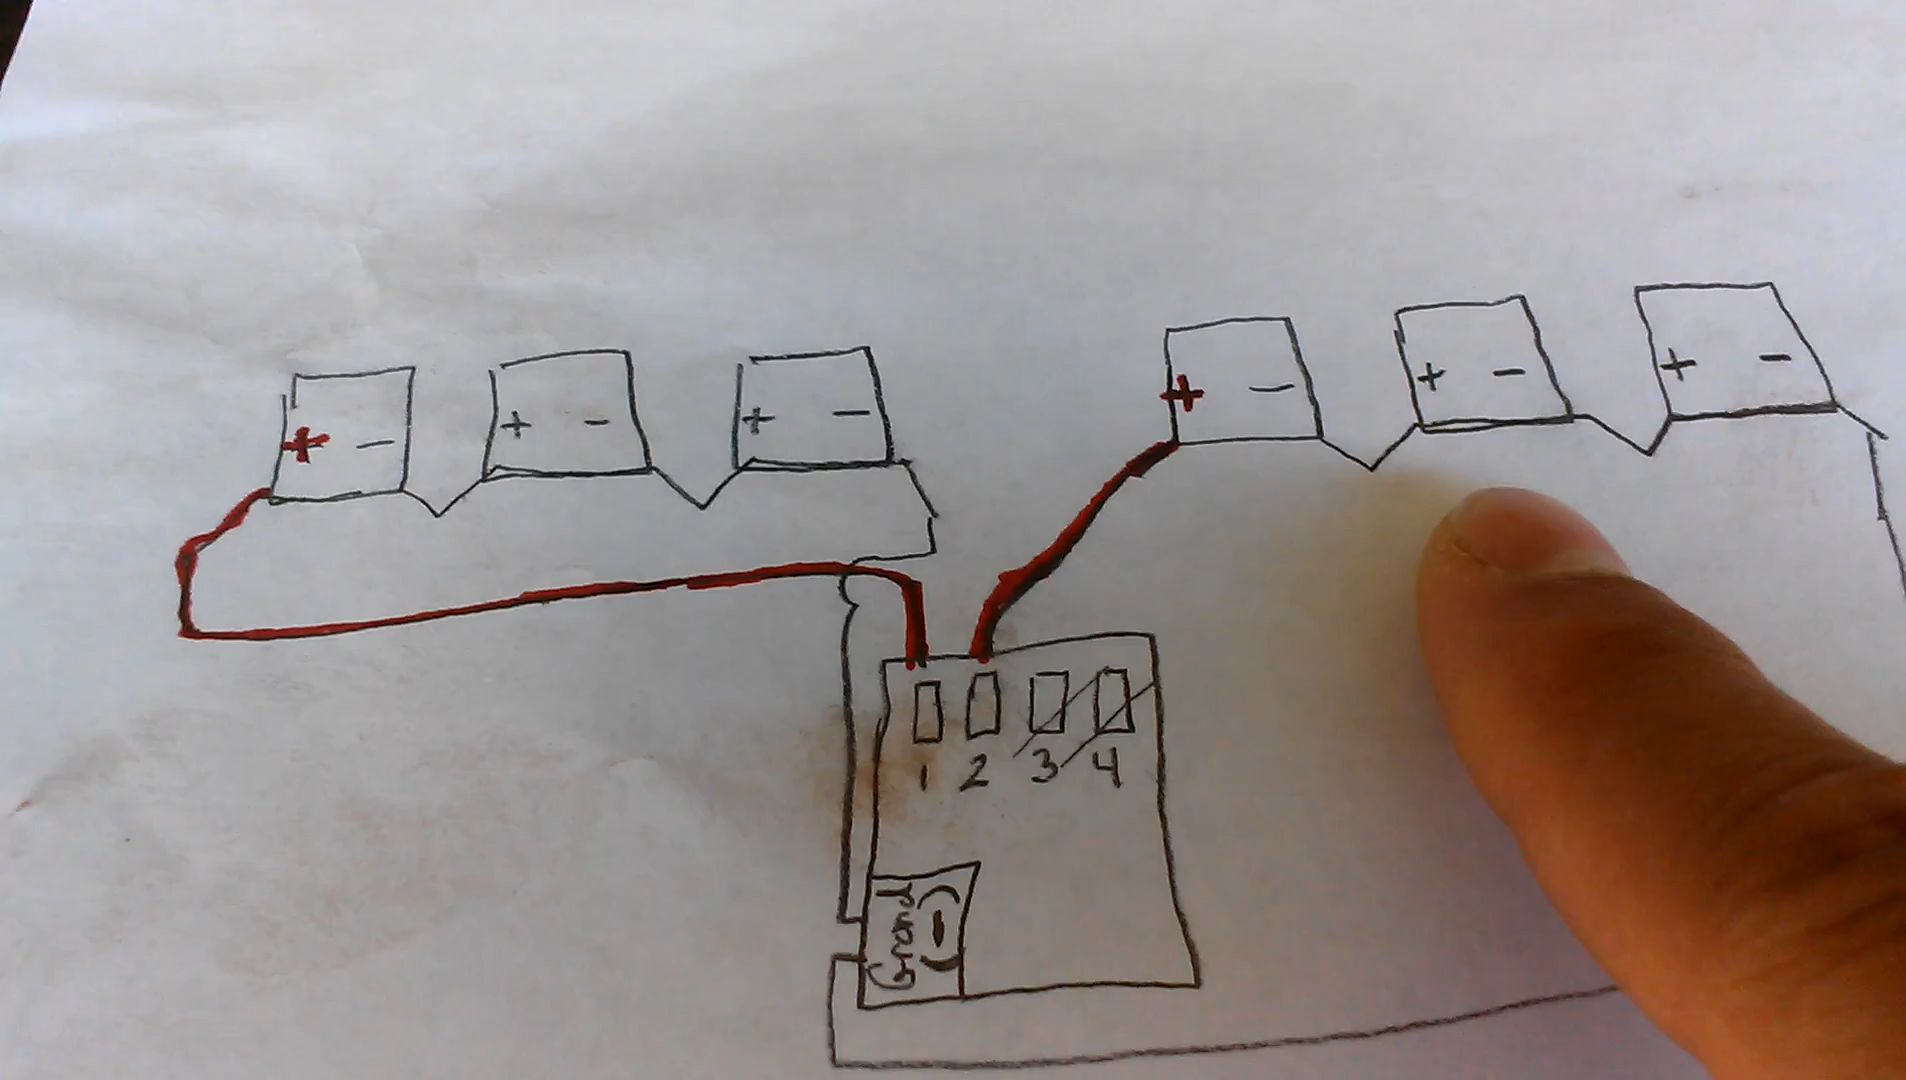 + - + - + -
+ - + - + -
1 2 3 4
Ground
(-)